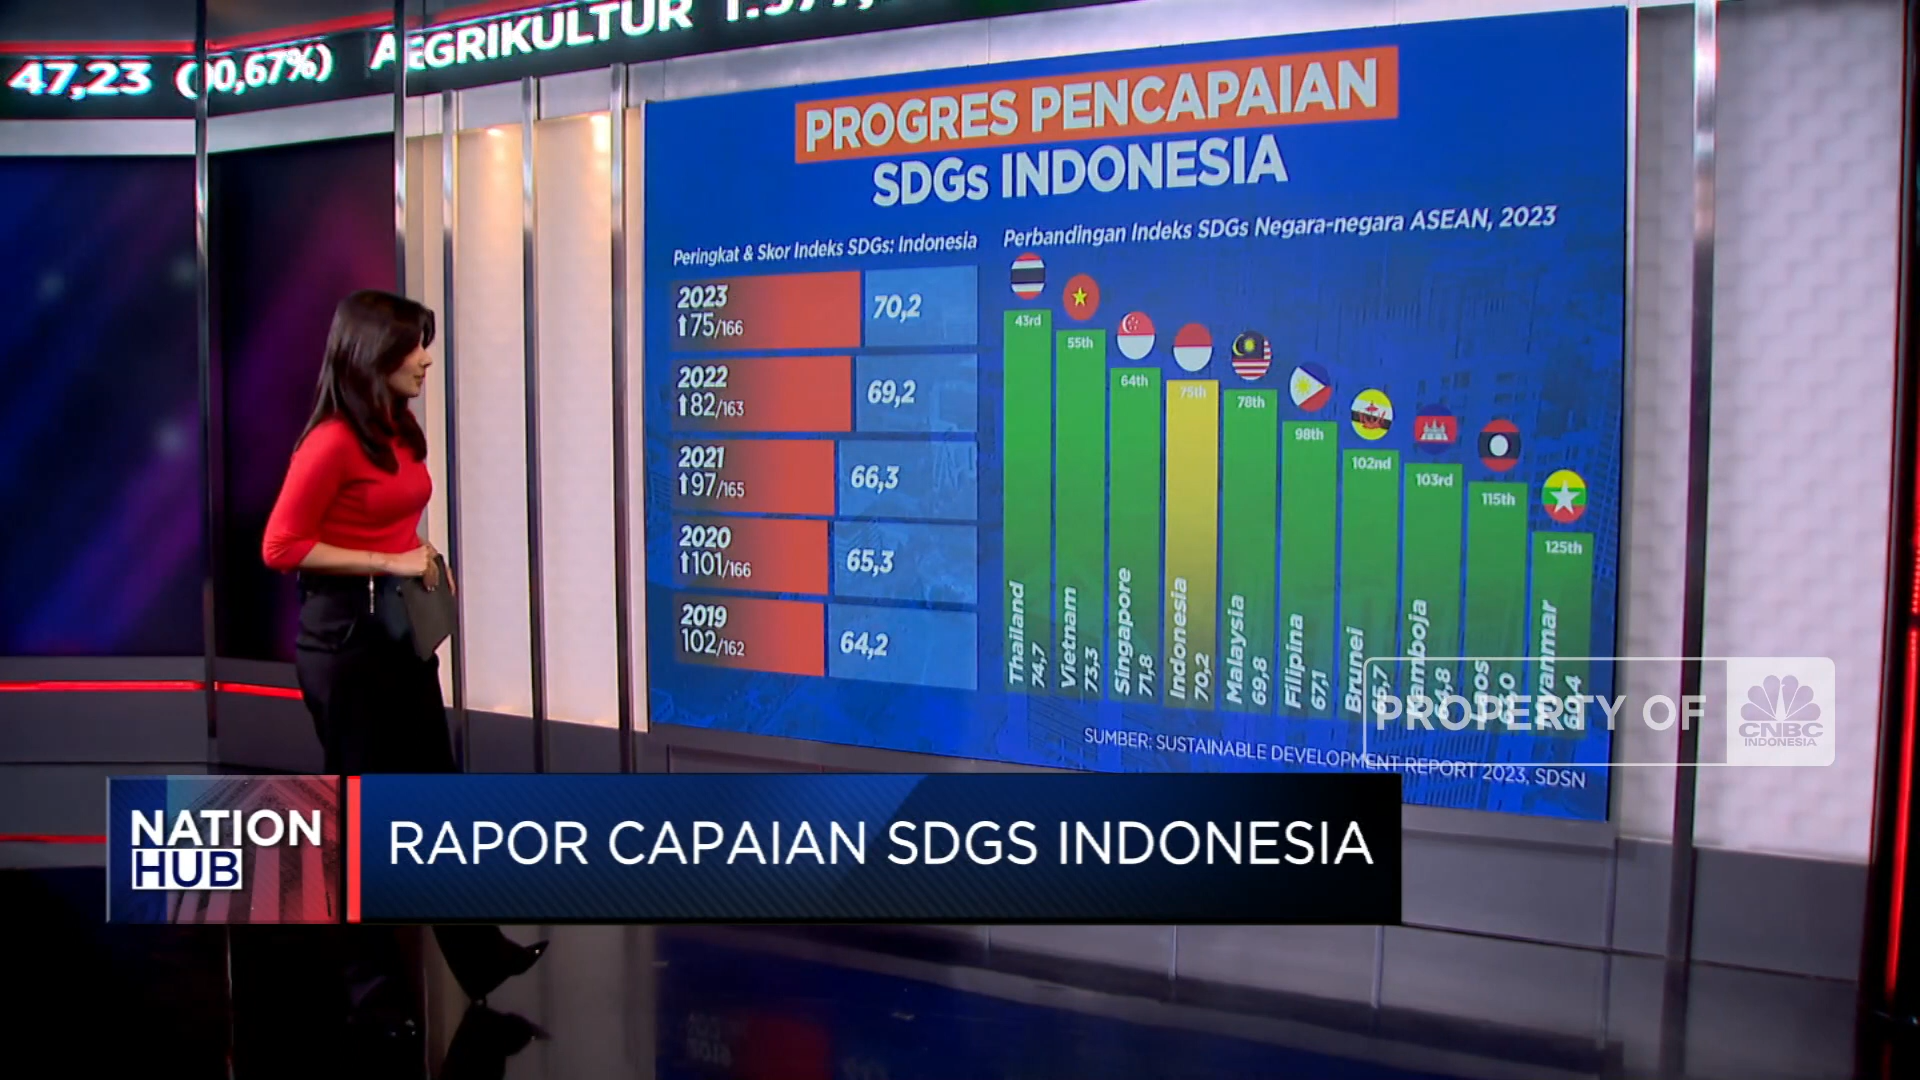 47,23 (
0,67%)
EGRIKULTUR
PROGRES PENCAPAIAN
SDGs INDONESIA
Peringkat & Skor Indeks SDGs: Indonesia
2023
↑75/166
70,2
2022
↑82/163
69,2
2021
↑97/165
66,3
2020
↑101/166
65,3
2019
102/162
64,2
Perbandingan Indeks SDGs Negara-negara ASEAN, 2023
43rd
55th
64th
75th
78th
98th
102nd
103rd
115th
125th
Thailand
74,7
Vietnam
73,3
Singapore
71,8
Indonesia
70,2
Malaysia
69,8
Filipina
67,1
Brunei
Kamboja
Laos
Myanmar
SUMBER: SUSTAINABLE DEVELOPMENT REPORT 2023, SDSN
PROPERTY OF
CNBC
INDONESIA
NATION
HUB
RAPOR CAPAIAN SDGS INDONESIA